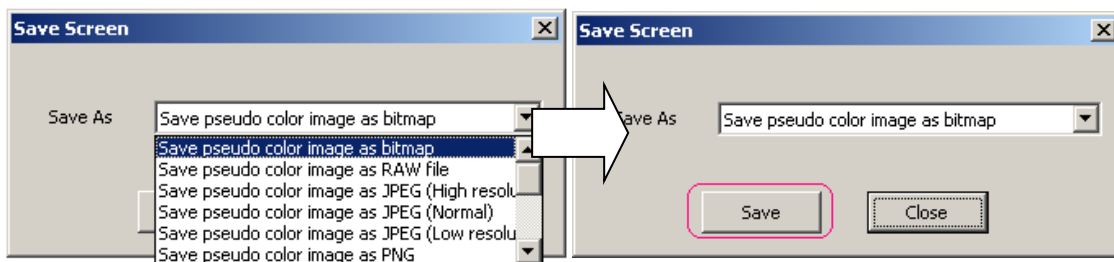 Save Screen
Save As
Save pseudo color image as bitmap
Save pseudo color image as bitmap
Save pseudo color image as RAW file
Save pseudo color image as JPEG (High resolu
Save pseudo color image as JPEG (Normal)
Save pseudo color image as JPEG (Low resolu
Save pseudo color image as PNG
Save Screen
ave As
Save pseudo color image as bitmap
Save
Close